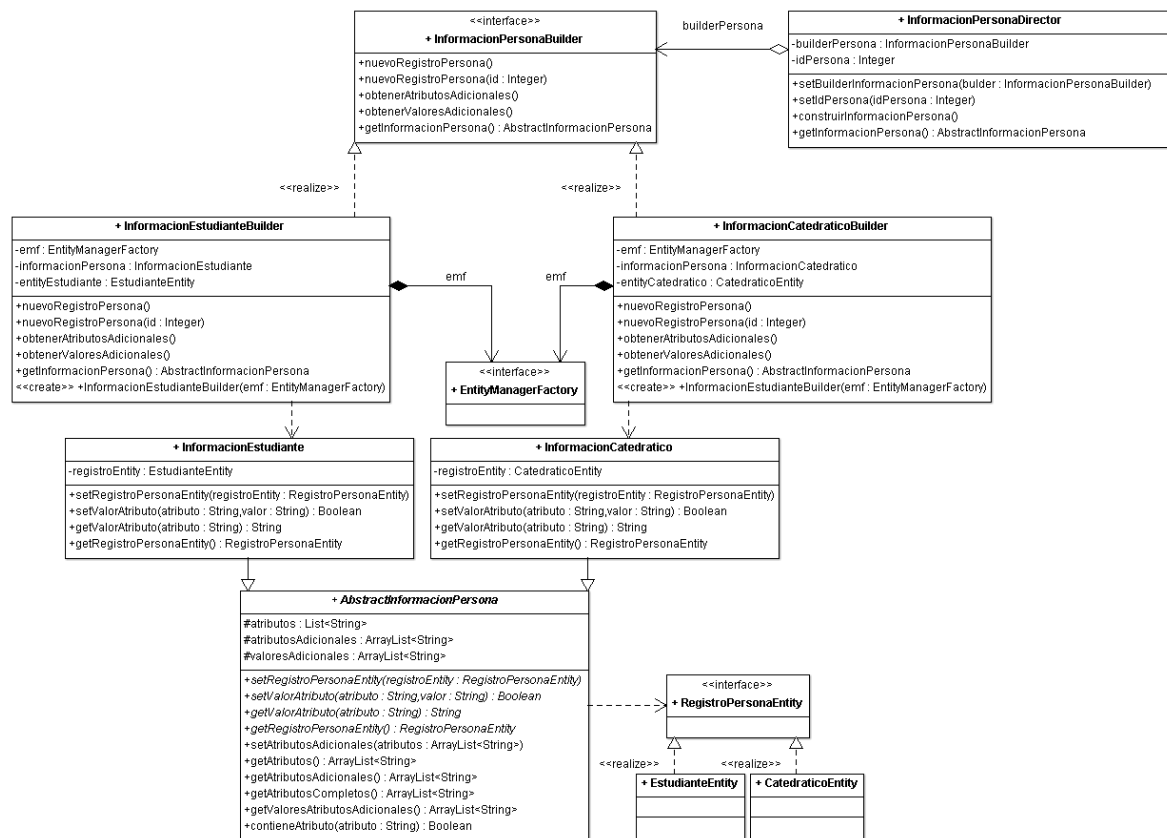 <<interface>>
+ InformacionPersonaBuilder
+nuevoRegistroPersona()
+nuevoRegistroPersona(id : Integer)
+obtenerAtributosAdicionales()
+obtenerValoresAdicionales()
+getInformacionPersona() : AbstractInformacionPersona
builderPersona
+ InformacionPersonaDirector
-builderPersona : InformacionPersonaBuilder
-idPersona : Integer
+setBuilderInformacionPersona(bulder : InformacionPersonaBuilder)
+setIdPersona(idPersona : Integer)
+construirInformacionPersona()
+getInformacionPersona() : AbstractInformacionPersona
<<realize>>
<<realize>>
+ InformacionEstudianteBuilder
-emf : EntityManagerFactory
-informacionPersona : InformacionEstudiante
-entityEstudiante : EstudianteEntity
+nuevoRegistroPersona()
+nuevoRegistroPersona(id : Integer)
+obtenerAtributosAdicionales()
+obtenerValoresAdicionales()
+getInformacionPersona() : AbstractInformacionPersona
<<create>> +InformacionEstudianteBuilder(emf : EntityManagerFactory)
emf
emf
+ InformacionCatedraticoBuilder
-emf : EntityManagerFactory
-informacionPersona : InformacionCatedratico
-entityCatedratico : CatedraticoEntity
+nuevoRegistroPersona()
+nuevoRegistroPersona(id : Integer)
+obtenerAtributosAdicionales()
+obtenerValoresAdicionales()
+getInformacionPersona() : AbstractInformacionPersona
<<create>> +InformacionEstudianteBuilder(emf : EntityManagerFactory)
<<interface>>
+ EntityManagerFactory
+ InformacionEstudiante
-registroEntity : EstudianteEntity
+setRegistroPersonaEntity(registroEntity : RegistroPersonaEntity)
+setValorAtributo(atributo : String,valor : String) : Boolean
+getValorAtributo(atributo : String) : String
+getRegistroPersonaEntity() : RegistroPersonaEntity
+ InformacionCatedratico
-registroEntity : CatedraticoEntity
+setRegistroPersonaEntity(registroEntity : RegistroPersonaEntity)
+setValorAtributo(atributo : String,valor : String) : Boolean
+getValorAtributo(atributo : String) : String
+getRegistroPersonaEntity() : RegistroPersonaEntity
+ AbstractInformacionPersona
#atributos : List<String>
#atributosAdicionales : ArrayList<String>
#valoresAdicionales : ArrayList<String>
+setRegistroPersonaEntity(registroEntity : RegistroPersonaEntity)
+setValorAtributo(atributo : String,valor : String) : Boolean
+getValorAtributo(atributo : String) : String
+getRegistroPersonaEntity() : RegistroPersonaEntity
+setAtributosAdicionales(atributos : ArrayList<String>)
+getAtributos() : ArrayList<String>
+getAtributosAdicionales() : ArrayList<String>
+getAtributosCompletos() : ArrayList<String>
+getValoresAtributosAdicionales() : ArrayList<String>
+contieneAtributo(atributo : String) : Boolean
<<interface>>
+ RegistroPersonaEntity
<<realize>>
<<realize>>
+ EstudianteEntity
+ CatedraticoEntity